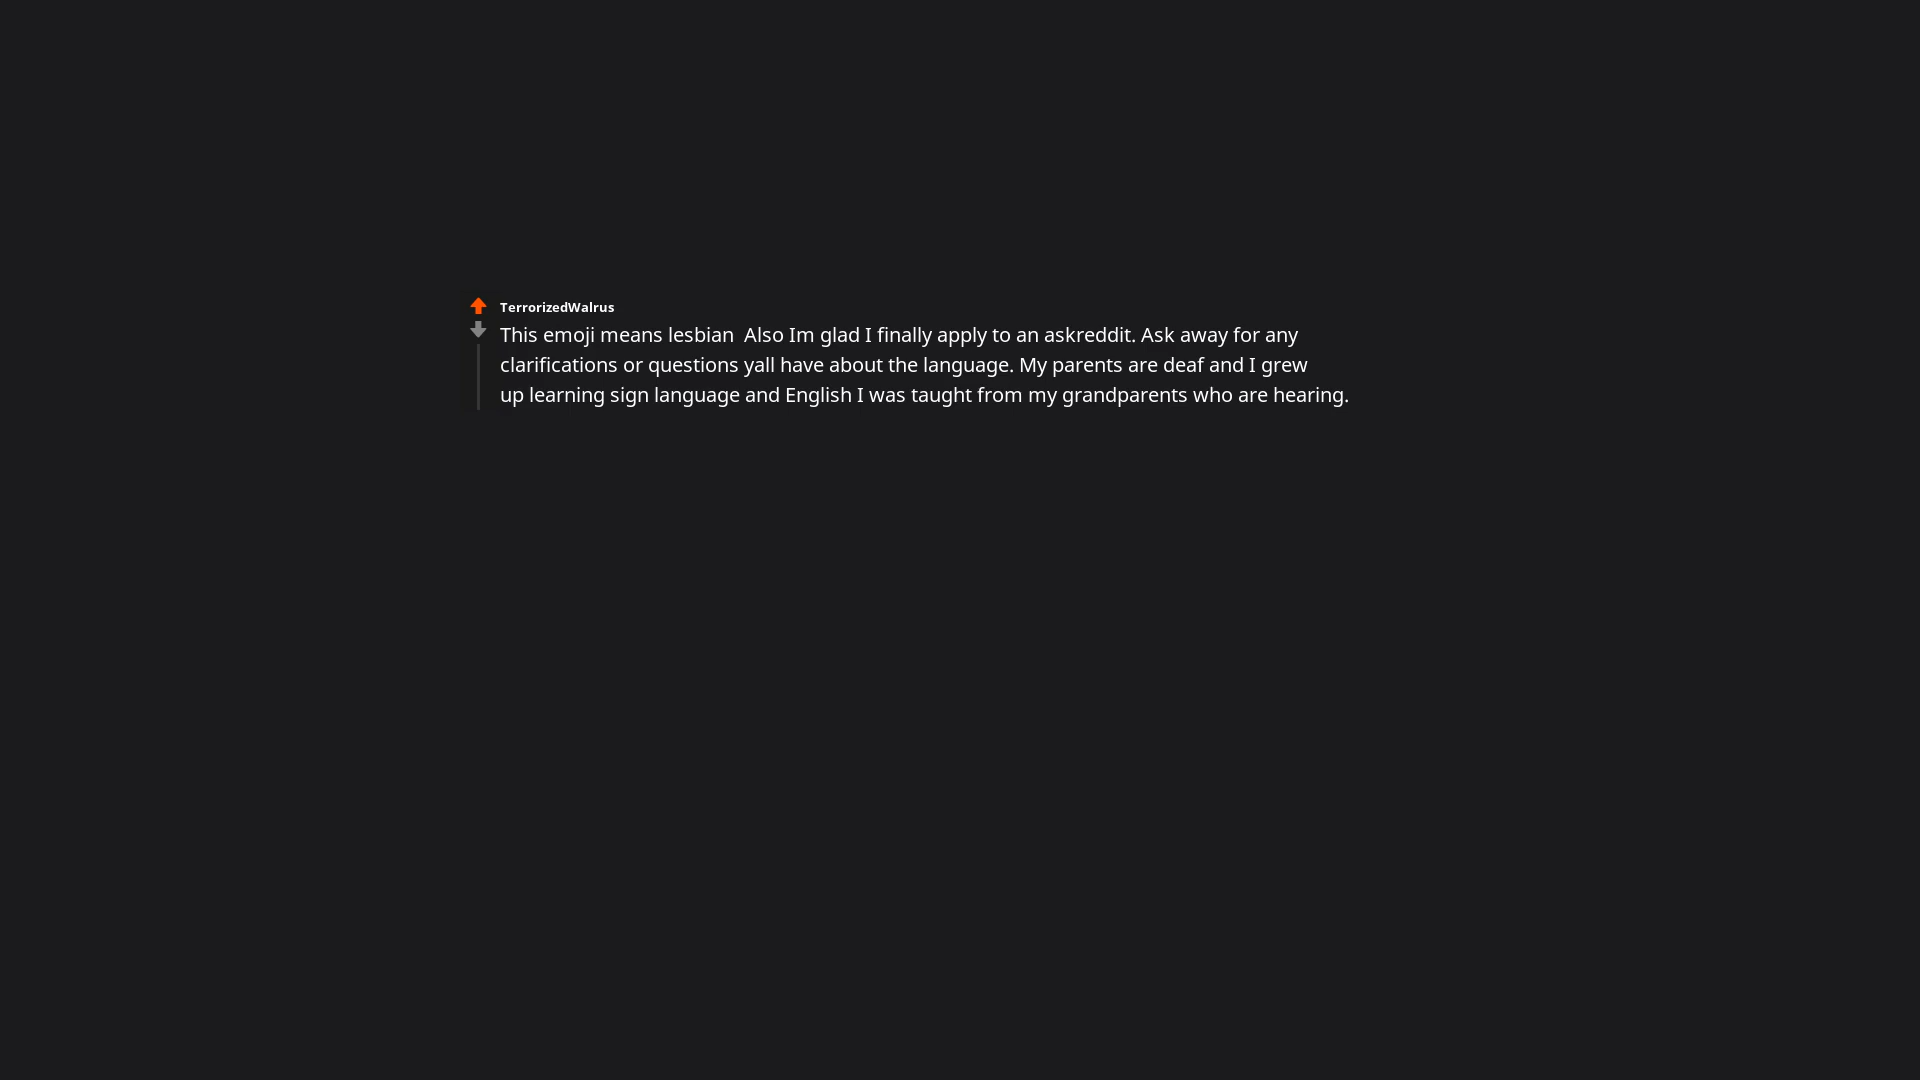 TerrorizedWalrus
This emoji means lesbian  Also Im glad I finally apply to an askreddit. Ask away for any
clarifications or questions yall have about the language. My parents are deaf and I grew
up learning sign language and English I was taught from my grandparents who are hearing.